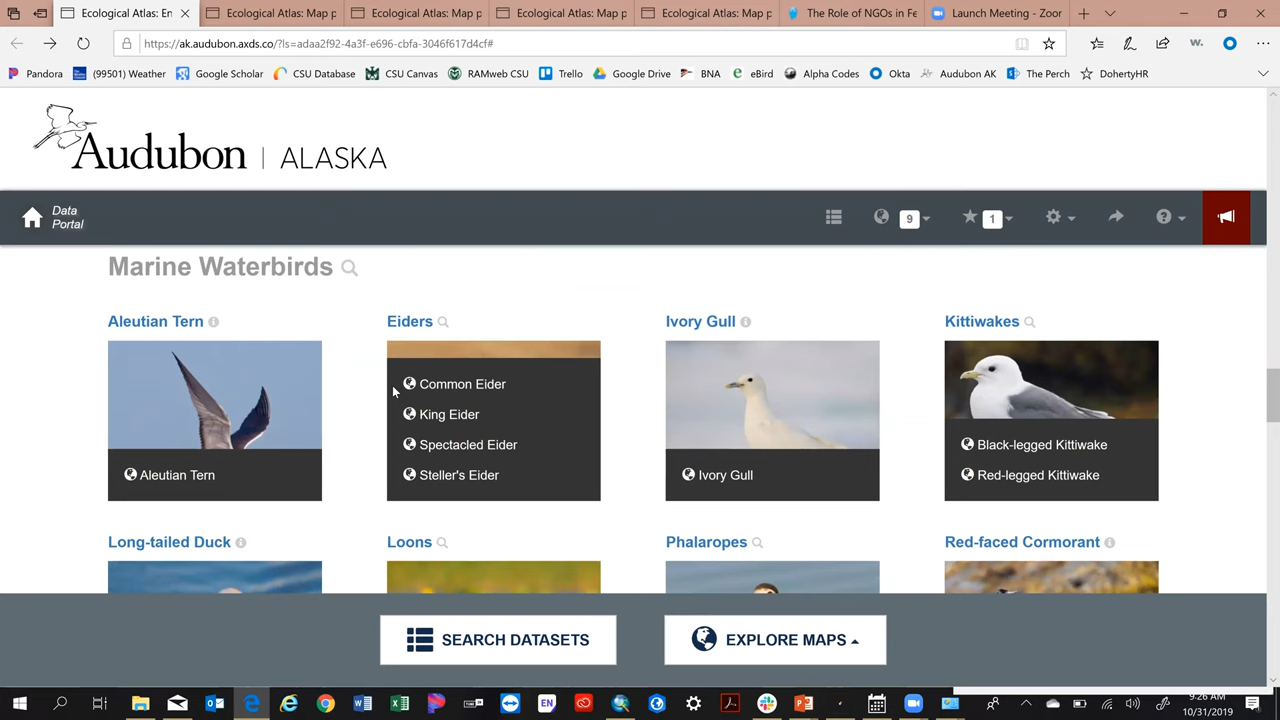 Ecological Atlas: En
Ecological Atlas: Map p
Ecological Atlas: Map p
Ecological Atlas: Map p
Ecological Atlas: Map p
The Role of NGOs in Fe
Launch Meeting - Zoor
https://ak.audubon.axds.co/?ls=adaa2f92-4a3f-e696-cbfa-3046f617d4cf#
Pandora
(99501) Weather
Google Scholar
CSU Database
CSU Canvas
RAMweb CSU
Trello
Google Drive
BNA
eBird
Alpha Codes
Okta
Audubon AK
The Perch
DohertyHR
Audubon | ALASKA
Data
Portal
9
1
Marine Waterbirds
Aleutian Tern
Eiders
Ivory Gull
Kittiwakes
Aleutian Tern
Common Eider
King Eider
Spectacled Eider
Steller's Eider
Ivory Gull
Black-legged Kittiwake
Red-legged Kittiwake
Long-tailed Duck
Loons
Phalaropes
Red-faced Cormorant
SEARCH DATASETS
EXPLORE MAPS
EN
9:26 AM
10/31/2019